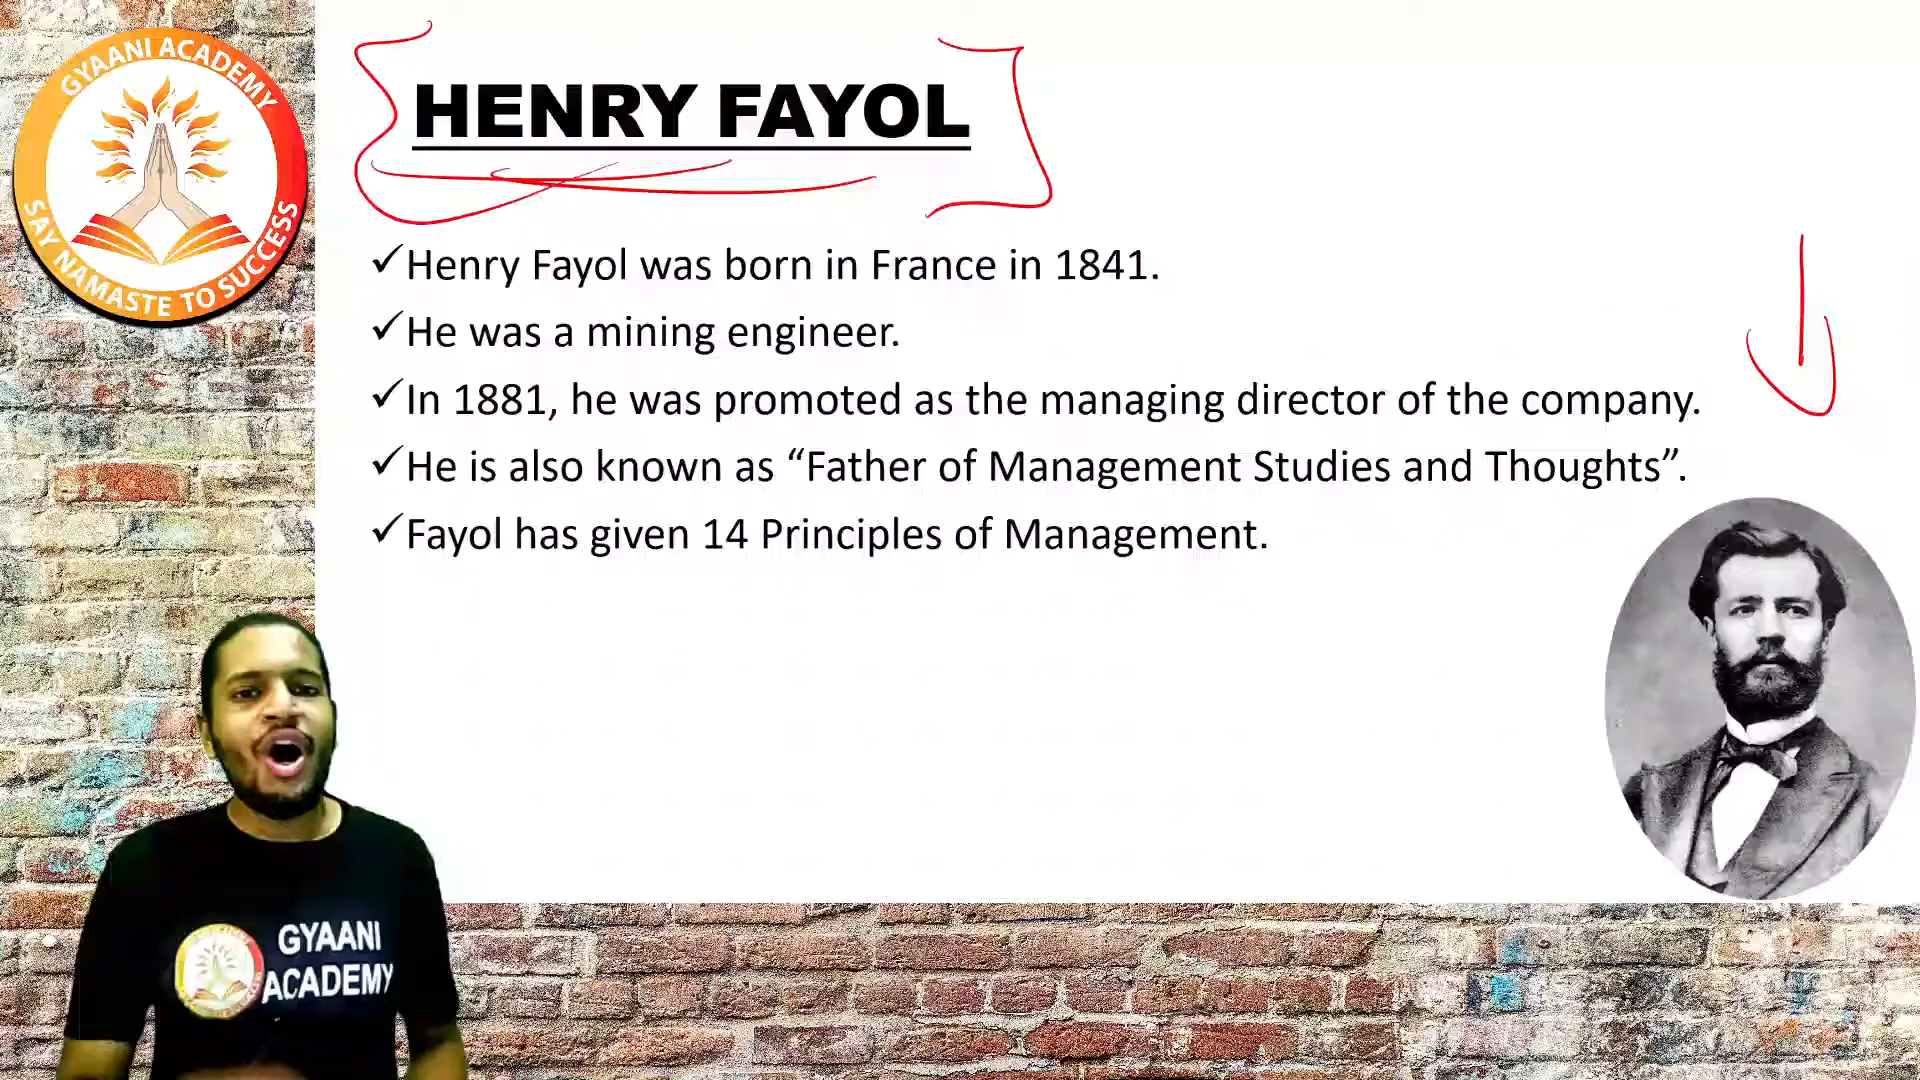 GYAANI ACADEMY
SAY NAMASTE TO SUCCESS
HENRY FAYOL
✓Henry Fayol was born in France in 1841.
✓He was a mining engineer.
✓In 1881, he was promoted as the managing director of the company.
✓He is also known as “Father of Management Studies and Thoughts”.
✓Fayol has given 14 Principles of Management.
GYAANI
ACADEMY